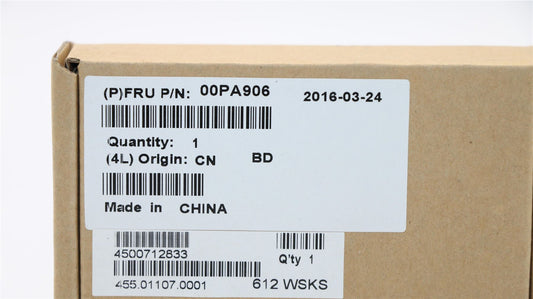 (P)FRU P/N: 00PA906 2016-03-24
Quantity: 1
(4L) Origin: CN BD
Made in CHINA
4500712833 Q'ty 1
455.01107.0001 612 WSKS